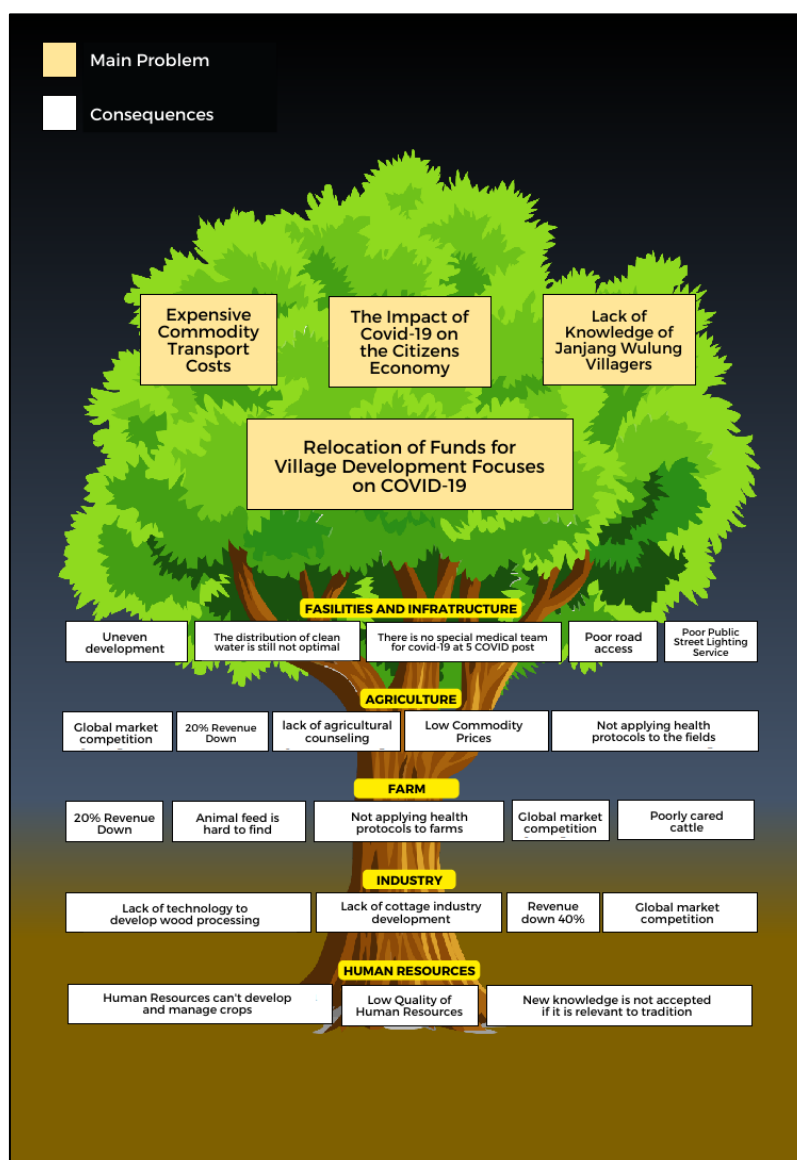 Main Problem
Consequences
Expensive
Commodity
Transport
Costs
The Impact of
Covid-19 on
the Citizens
Economy
Lack of
Knowledge of
Janjang Wulung
Villagers
Relocation of Funds for
Village Development Focuses
on COVID-19
FASILITIES AND INFRATRUCTURE
Uneven
development
The distribution of clean
water is still not optimal
There is no special medical team
for covid-19 at 5 COVID post
Poor road
access
Poor Public
Street Lighting
Service
AGRICULTURE
Global market
competition
20% Revenue
Down
lack of agricultural
counseling
Low Commodity
Prices
Not applying health
protocols to the fields
FARM
20% Revenue
Down
Animal feed is
hard to find
Not applying health
protocols to farms
Global market
competition
Poorly cared
cattle
INDUSTRY
Lack of technology to
develop wood processing
Lack of cottage industry
development
Revenue
down 40%
Global market
competition
HUMAN RESOURCES
Human Resources can't develop
and manage crops
Low Quality of
Human Resources
New knowledge is not accepted
if it is relevant to tradition